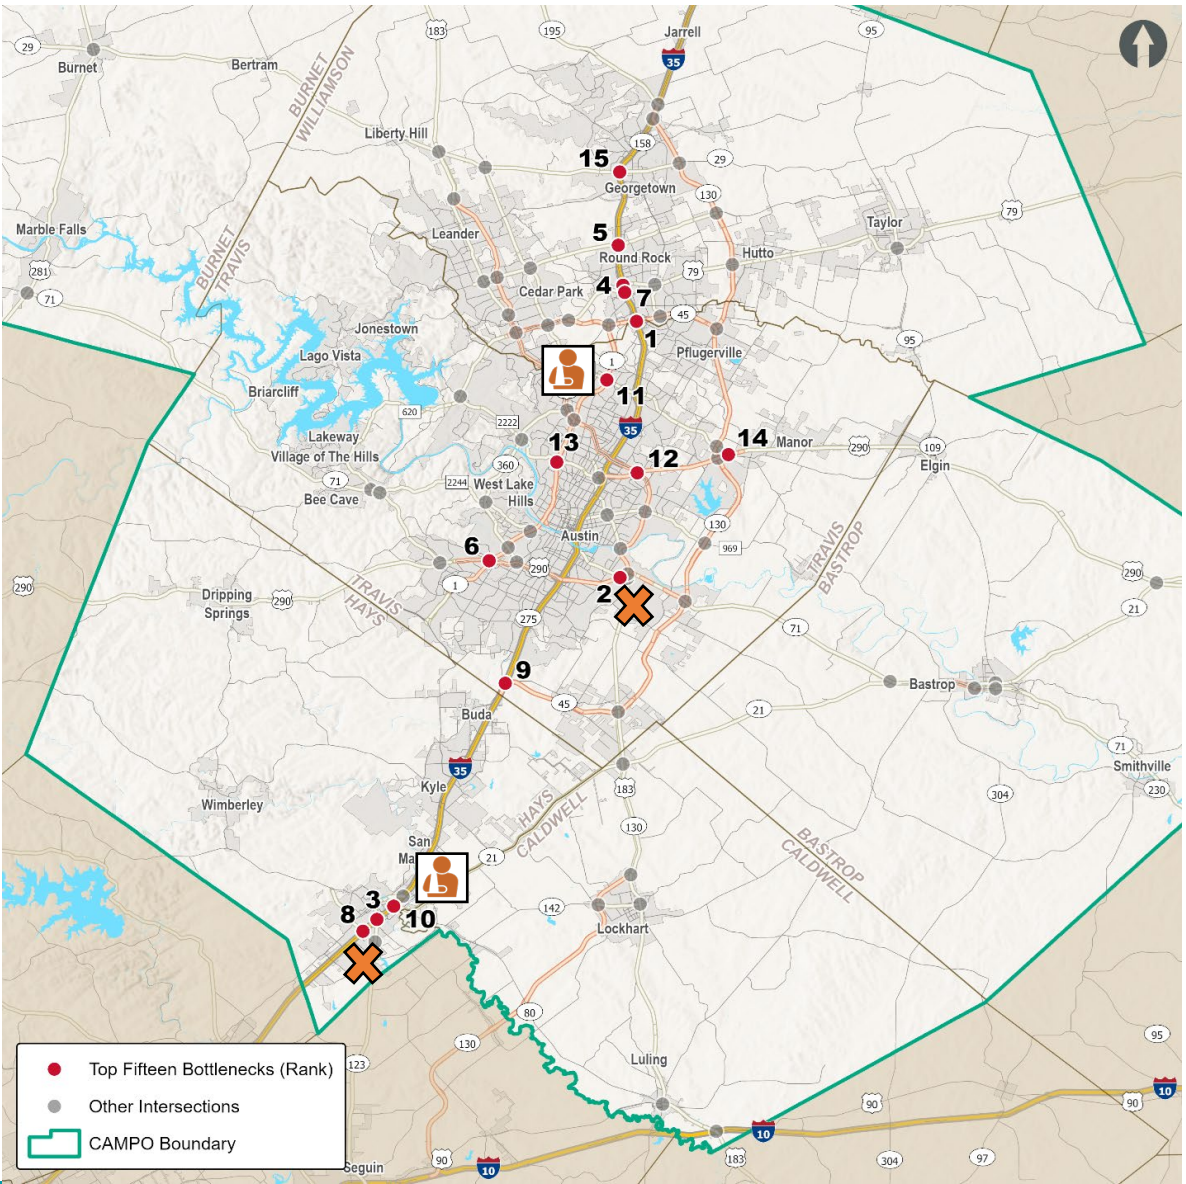 Jarrell
183
195
95
29
35
Burnet
Bertram
BURNET
WILLIAMSON
Liberty Hill
158
15
29
Georgetown
130
Marble Falls
Leander
5
Taylor
79
BURNET
TRAVIS
Round Rock
Hutto
281
79
71
Cedar Park
4
7
45
Jonestown
1
95
Lago Vista
1
Pflugerville
Briarcliff
11
620
2222
35
Lakeway
13
14
Manor
290
109
Village of The Hills
360
12
Elgin
71
2244
West Lake
Hills
Bee Cave
130
Austin
969
TRAVIS
BASTROP
6
290
290
1
290
290
TRAVIS
HAYS
Dripping
Springs
2
21
275
71
9
Bastrop
45
21
Buda
71
35
Smithville
Kyle
183
304
230
Wimberley
HAYS
CALDWELL
130
San
Ma
21
BASTROP
CALDWELL
3
8
10
142
Lockhart
80
130
95
123
Luling
10
90
90
10
Top Fifteen Bottlenecks (Rank)
Other Intersections
CAMPO Boundary
90
10
183
304
97
Seguin